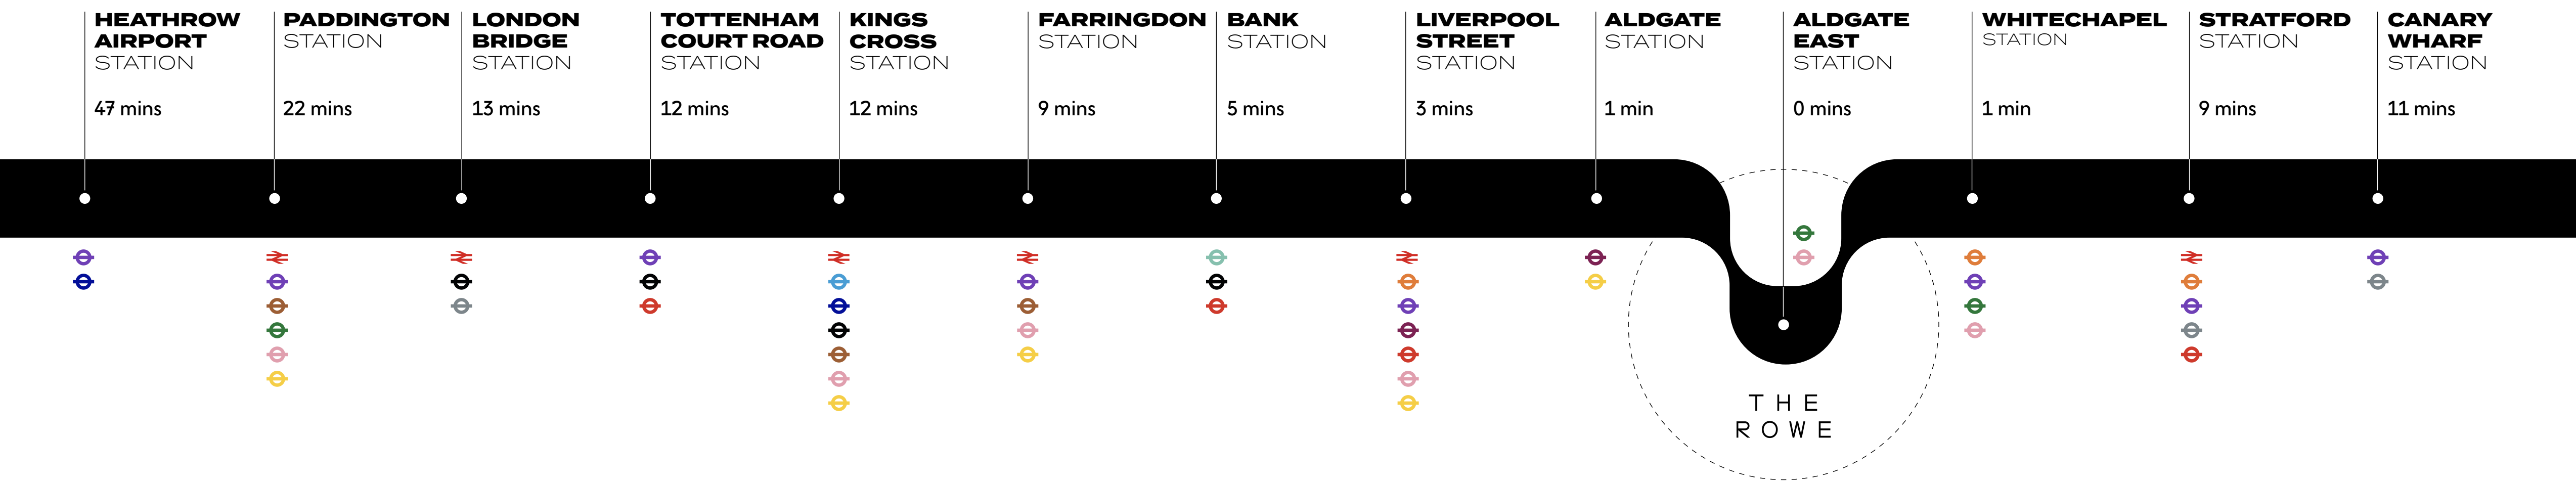 HEATHROW
AIRPORT
STATION
47 mins
PADDINGTON
STATION
22 mins
LONDON
BRIDGE
STATION
13 mins
TOTTENHAM
COURT ROAD
STATION
12 mins
KINGS
CROSS
STATION
12 mins
FARRINGDON
STATION
9 mins
BANK
STATION
5 mins
LIVERPOOL
STREET
STATION
3 mins
ALDGATE
STATION
1 min
ALDGATE
EAST
STATION
0 mins
WHITECHAPEL
STATION
1 min
STRATFORD
STATION
9 mins
CANARY
WHARF
STATION
11 mins
THE
ROWE